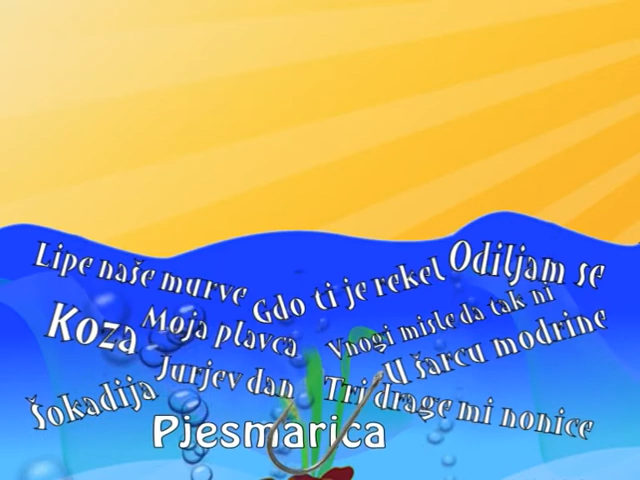 Lipe naše murve
Gdo ti je rekel
Odiljam se
Koza
Moja plavca
Vnogi misle da tak ni
Jurjev dan
U šarcu modrine
Šokadija
Tri drage mi nonice
Pjesmarica